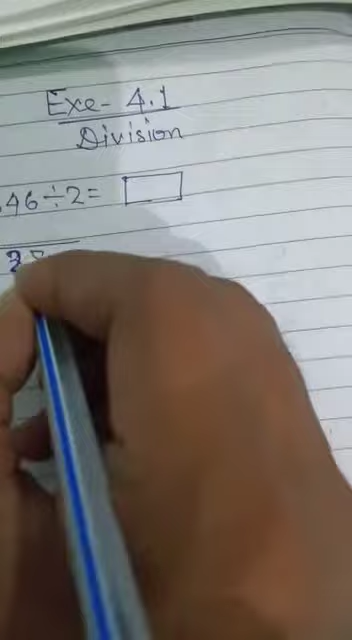 Exe- 4.1
Division
46÷2=